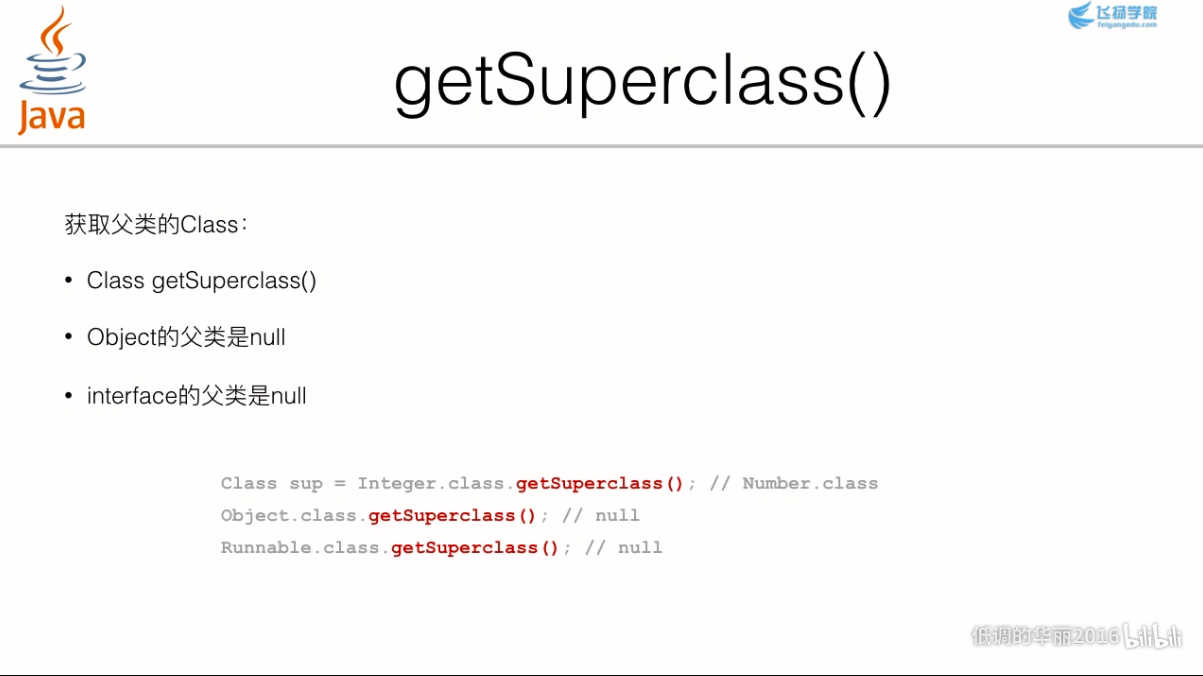 飞扬学院
feiyangedu.com
Java
getSuperclass()
获取父类的Class：
• Class getSuperclass()
• Object的父类是null
• interface的父类是null
Class sup = Integer.class.getSuperclass(); // Number.class
Object.class.getSuperclass(); // null
Runnable.class.getSuperclass(); // null
低调的华丽2016 bilibili